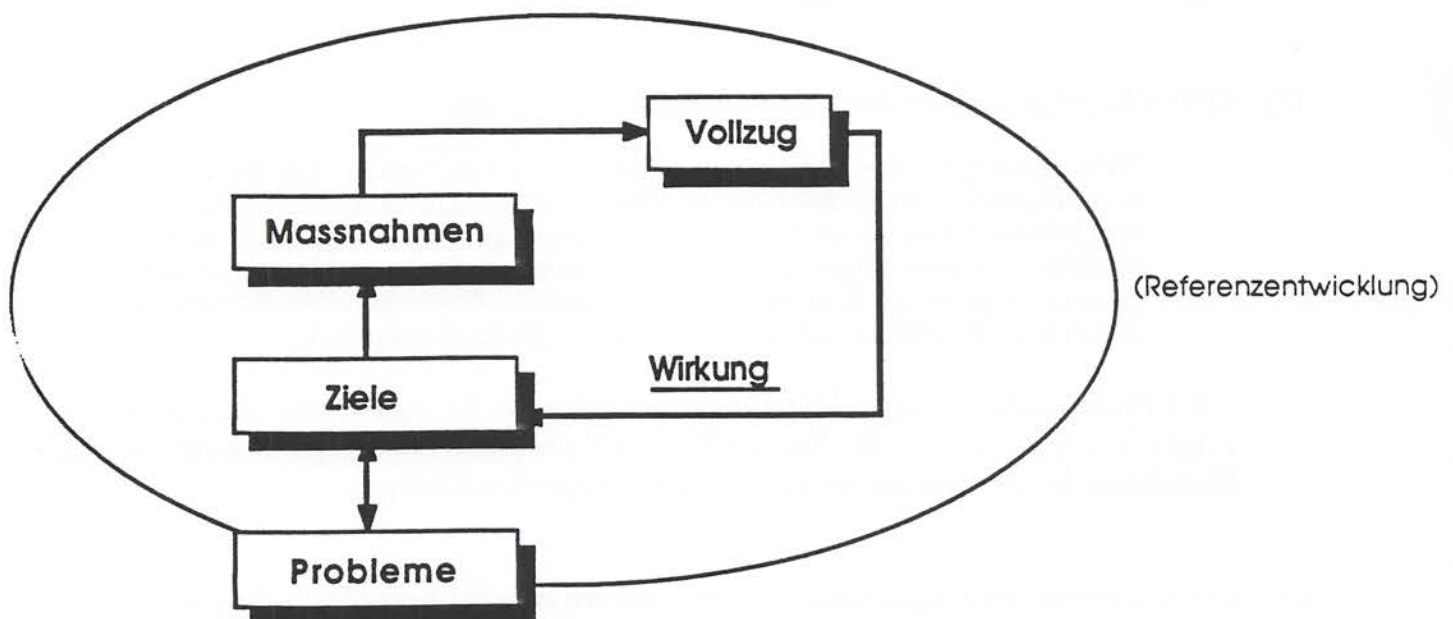 Vollzug
Massnahmen
(Referenzentwicklung)
Wirkung
Ziele
Probleme